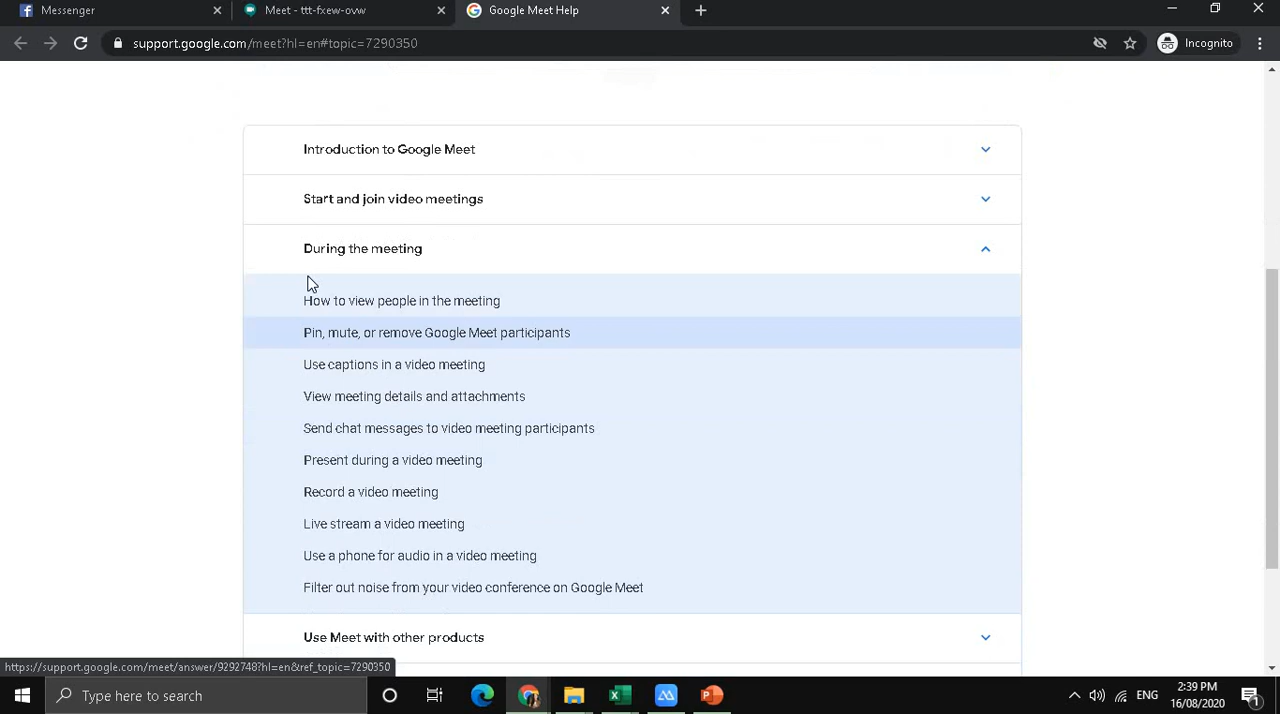 Messenger
Meet - ttt-fxew-ovw
Google Meet Help
support.google.com/meet?hl=en#topic=7290350
Incognito
Introduction to Google Meet
Start and join video meetings
During the meeting
How to view people in the meeting
Pin, mute, or remove Google Meet participants
Use captions in a video meeting
View meeting details and attachments
Send chat messages to video meeting participants
Present during a video meeting
Record a video meeting
Live stream a video meeting
Use a phone for audio in a video meeting
Filter out noise from your video conference on Google Meet
Use Meet with other products
https://support.google.com/meet/answer/9292748?hl=en&ref_topic=7290350
Type here to search
ENG
2:39 PM
16/08/2020
1